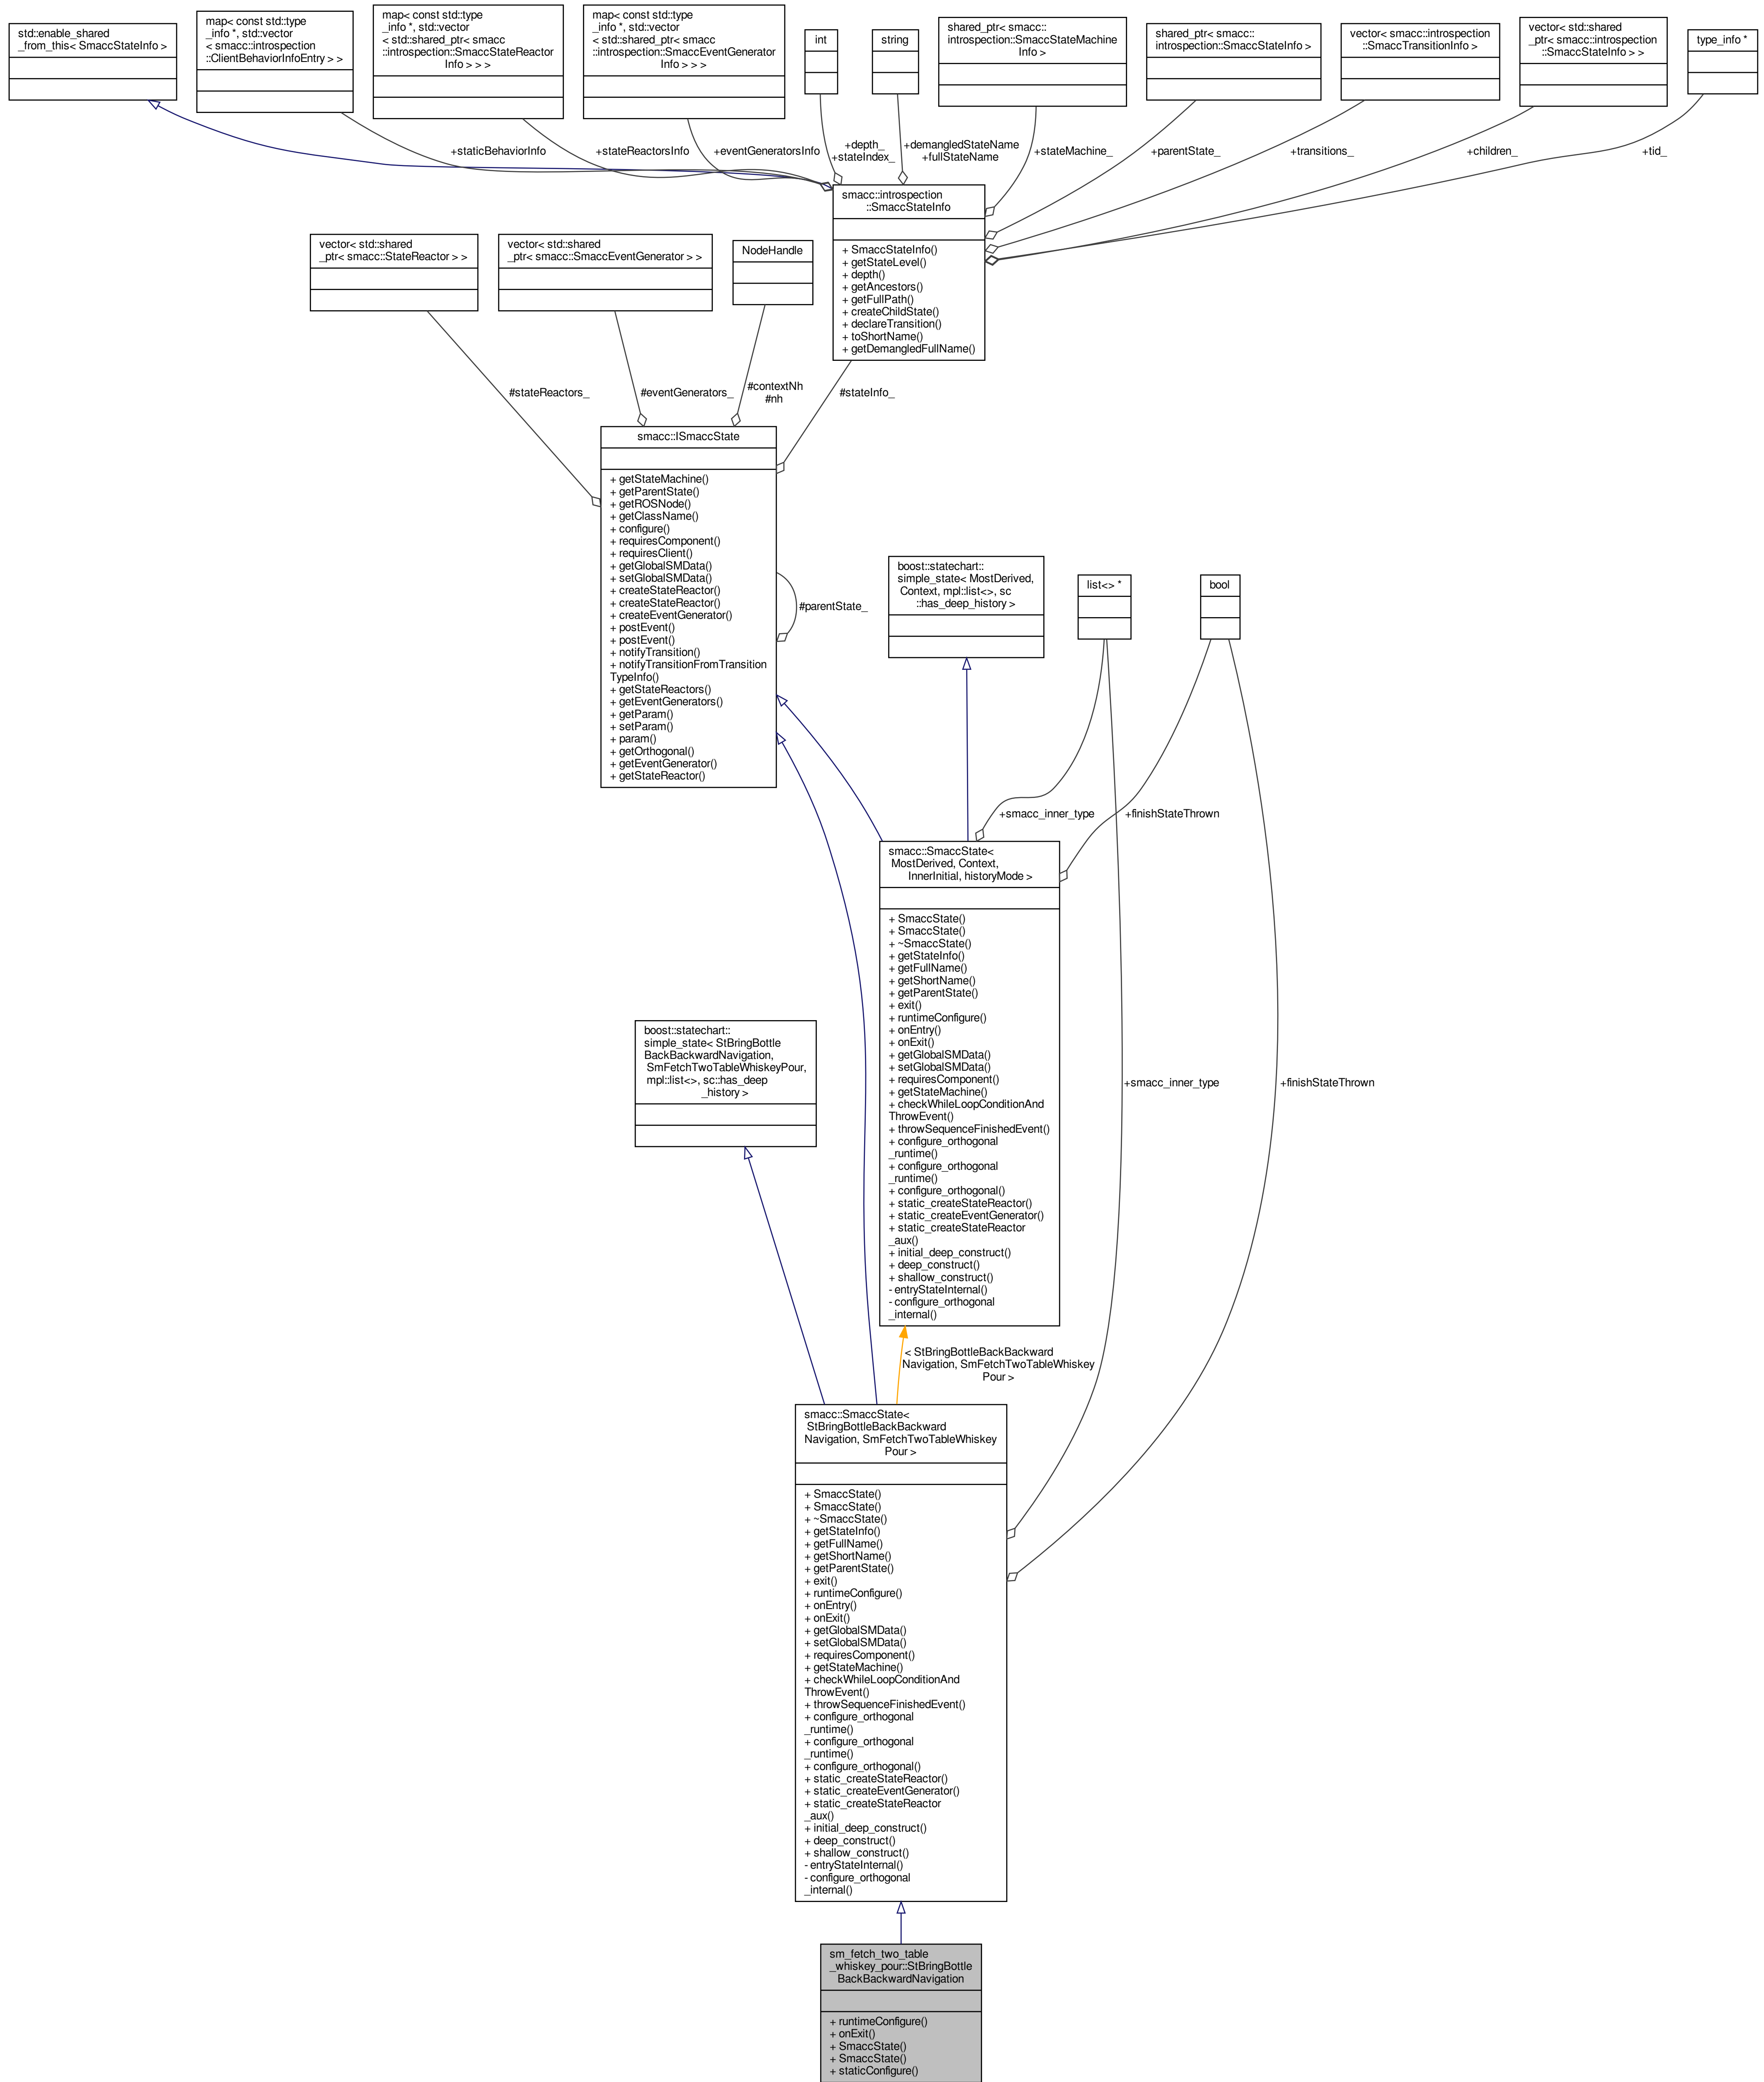 std::enable_shared
_from_this< SmaccStateInfo >
map< const std::type
_info *, std::vector
< smacc::introspection
::ClientBehaviorInfoEntry > >
map< const std::type
_info *, std::vector
< std::shared_ptr< smacc
::introspection::SmaccStateReactor
Info > > >
map< const std::type
_info *, std::vector
< std::shared_ptr< smacc
::introspection::SmaccEventGenerator
Info > > >
int
string
shared_ptr< smacc::
introspection::SmaccStateMachine
Info >
shared_ptr< smacc::
introspection::SmaccStateInfo >
vector< smacc::introspection
::SmaccTransitionInfo >
vector< std::shared
_ptr< smacc::introspection
::SmaccStateInfo > >
type_info *
+staticBehaviorInfo
+stateReactorsInfo
+eventGeneratorsInfo
+depth_
+stateIndex_
+demangledStateName
+fullStateName
+stateMachine_
+parentState_
+transitions_
+children_
+tid_
smacc::introspection
::SmaccStateInfo
+ SmaccStateInfo()
+ getStateLevel()
+ depth()
+ getAncestors()
+ getFullPath()
+ createChildState()
+ declareTransition()
+ toShortName()
+ getDemangledFullName()
vector< std::shared
_ptr< smacc::StateReactor > >
vector< std::shared
_ptr< smacc::SmaccEventGenerator > >
NodeHandle
#stateReactors_
#eventGenerators_
#contextNh
#nh
#stateInfo_
smacc::ISmaccState
+ getStateMachine()
+ getParentState()
+ getROSNode()
+ getClassName()
+ configure()
+ requiresComponent()
+ requiresClient()
+ getGlobalSMData()
+ setGlobalSMData()
+ createStateReactor()
+ createStateReactor()
+ createEventGenerator()
+ postEvent()
+ postEvent()
+ notifyTransition()
+ notifyTransitionFromTransition
TypeInfo()
+ getStateReactors()
+ getEventGenerators()
+ getParam()
+ setParam()
+ param()
+ getOrthogonal()
+ getEventGenerator()
+ getStateReactor()
#parentState_
boost::statechart::
simple_state< MostDerived,
Context, mpl::list<>, sc
::has_deep_history >
list<> *
bool
+smacc_inner_type
+finishStateThrown
smacc::SmaccState<
MostDerived, Context,
InnerInitial, historyMode >
+ SmaccState()
+ SmaccState()
+ ~SmaccState()
+ getStateInfo()
+ getFullName()
+ getShortName()
+ getParentState()
+ exit()
+ runtimeConfigure()
+ onEntry()
+ onExit()
+ getGlobalSMData()
+ setGlobalSMData()
+ requiresComponent()
+ getStateMachine()
+ checkWhileLoopConditionAnd
ThrowEvent()
+ throwSequenceFinishedEvent()
+ configure_orthogonal
_runtime()
+ configure_orthogonal
_runtime()
+ configure_orthogonal()
+ static_createStateReactor()
+ static_createEventGenerator()
+ static_createStateReactor
_aux()
+ initial_deep_construct()
+ deep_construct()
+ shallow_construct()
- entryStateInternal()
- configure_orthogonal
_internal()
boost::statechart::
simple_state< StBringBottle
BackBackwardNavigation,
SmFetchTwoTableWhiskeyPour,
mpl::list<>, sc::has_deep
_history >
+smacc_inner_type
+finishStateThrown
< StBringBottleBackBackward
Navigation, SmFetchTwoTableWhiskey
Pour >
smacc::SmaccState<
StBringBottleBackBackward
Navigation, SmFetchTwoTableWhiskey
Pour >
+ SmaccState()
+ SmaccState()
+ ~SmaccState()
+ getStateInfo()
+ getFullName()
+ getShortName()
+ getParentState()
+ exit()
+ runtimeConfigure()
+ onEntry()
+ onExit()
+ getGlobalSMData()
+ setGlobalSMData()
+ requiresComponent()
+ getStateMachine()
+ checkWhileLoopConditionAnd
ThrowEvent()
+ throwSequenceFinishedEvent()
+ configure_orthogonal
_runtime()
+ configure_orthogonal
_runtime()
+ configure_orthogonal()
+ static_createStateReactor()
+ static_createEventGenerator()
+ static_createStateReactor
_aux()
+ initial_deep_construct()
+ deep_construct()
+ shallow_construct()
- entryStateInternal()
- configure_orthogonal
_internal()
sm_fetch_two_table
_whiskey_pour::StBringBottle
BackBackwardNavigation
+ runtimeConfigure()
+ onExit()
+ SmaccState()
+ SmaccState()
+ staticConfigure()